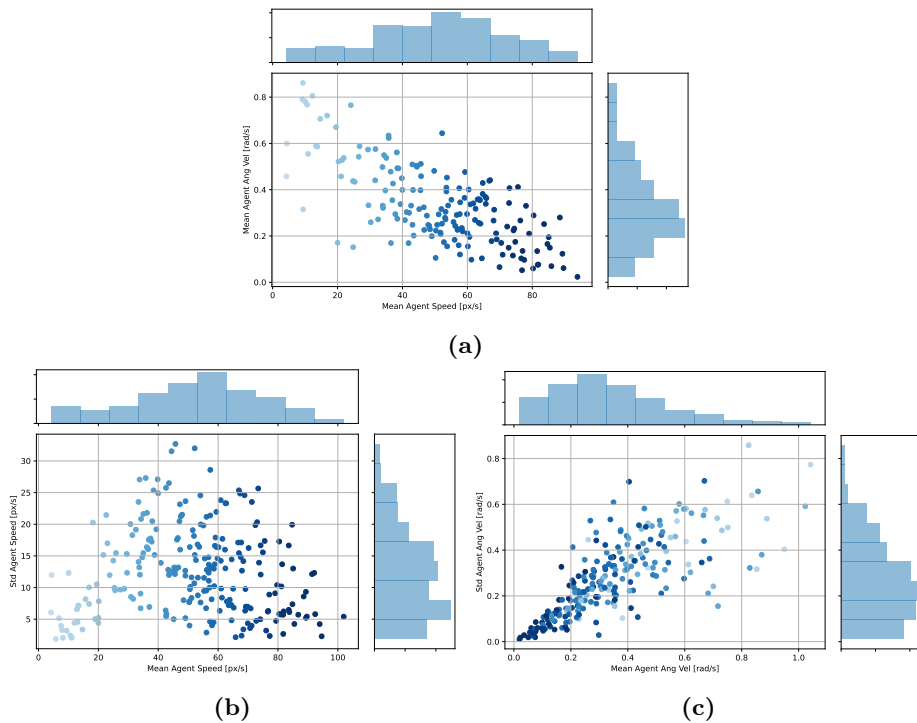 0.8
0.6
0.4
0.2
0.0
Mean Agent Ang Vel [rad/s]
0 20 40 60 80
Mean Agent Speed [px/s]
(a)
30
25
20
15
10
5
Std Agent Speed [px/s]
0 20 40 60 80 100
Mean Agent Speed [px/s]
(b)
0.8
0.6
0.4
0.2
0.0
Std Agent Ang Vel [rad/s]
0.0 0.2 0.4 0.6 0.8 1.0
Mean Agent Ang Vel [rad/s]
(c)